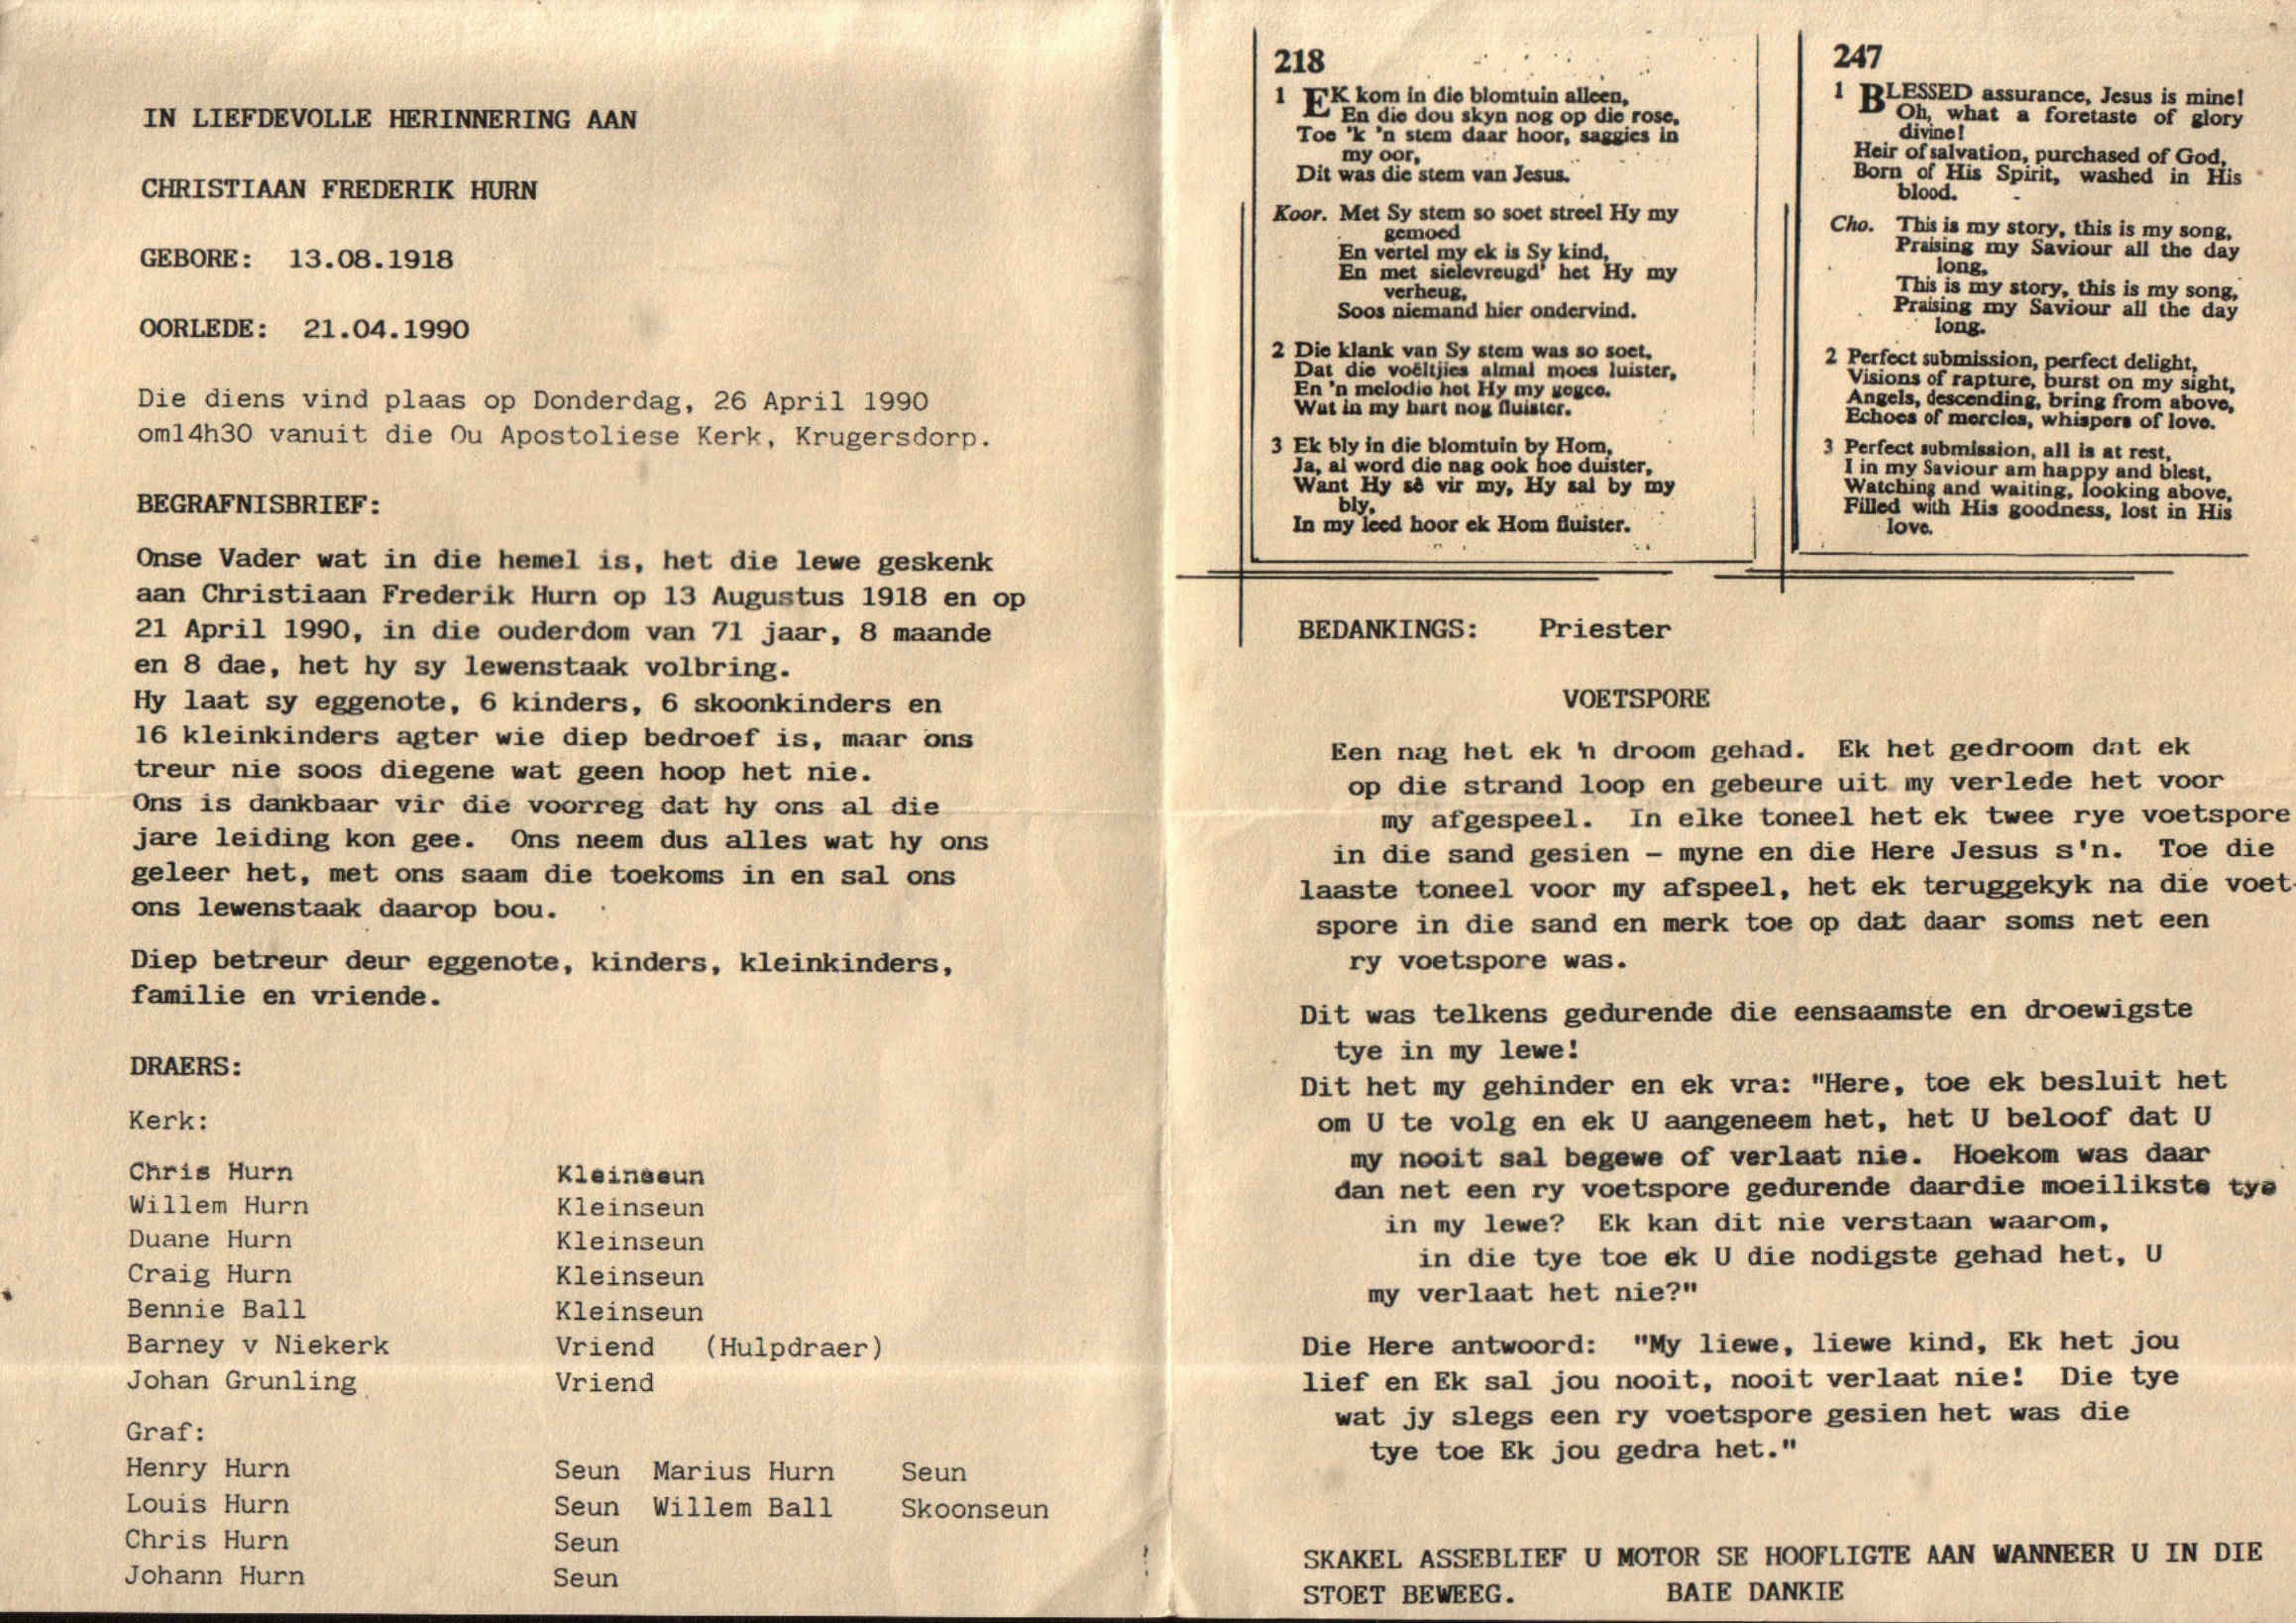 IN LIEFDEVOLLE HERINNERING AAN
CHRISTIAAN FREDERIK HURN
GEBORE: 13.08.1918
OORLEDE: 21.04.1990
Die diens vind plaas op Donderdag, 26 April 1990
om14h30 vanuit die Ou Apostoliese Kerk, Krugersdorp.
BEGRAFNISBRIEF:
Onse Vader wat in die hemel is, het die lewe geskenk
aan Christiaan Frederik Hurn op 13 Augustus 1918 en op
21 April 1990, in die ouderdom van 71 jaar, 8 maande
en 8 dae, het hy sy lewenstaak volbring.
Hy laat sy eggenote, 6 kinders, 6 skoonkinders en
16 kleinkinders agter wie diep bedroef is, maar ons
treur nie soos diegene wat geen hoop het nie.
Ons is dankbaar vir die voorreg dat hy ons al die
jare leiding kon gee. Ons neem dus alles wat hy ons
geleer het, met ons saam die toekoms in en sal ons
ons lewenstaak daarop bou.
Diep betreur deur eggenote, kinders, kleinkinders,
familie en vriende.
DRAERS:
Kerk:
Chris Hurn Kleinseun
Willem Hurn Kleinseun
Duane Hurn Kleinseun
Craig Hurn Kleinseun
Bennie Ball Kleinseun
Barney v Niekerk Vriend (Hulpdraer)
Johan Grunling Vriend
Graf:
Henry Hurn Seun Marius Hurn Seun
Louis Hurn Seun Willem Ball Skoonseun
Chris Hurn Seun
Johann Hurn Seun
218
1 EK kom in die blomtuin alleen,
En die dou skyn nog op die rose,
Toe 'k 'n stem daar hoor, saggies in
my oor,
Dit was die stem van Jesus.
Koor. Met Sy stem so soet streel Hy my
gemoed
En vertel my ek is Sy kind,
En met sielevreugd' het Hy my
verheug,
Soos niemand hier ondervind.
2 Die klank van Sy stem was so soet,
Dat die voëltjies almal moes luister,
En 'n melodie het Hy my gegee,
Wat in my hart nog fluister.
3 Ek bly in die blomtuin by Hom,
Ja, al word die nag ook hoe duister,
Want Hy sê vir my, Hy sal by my
bly,
In my leed hoor ek Hom fluister.
247
1 BLESSED assurance, Jesus is mine!
Oh, what a foretaste of glory
divine!
Heir of salvation, purchased of God,
Born of His Spirit, washed in His
blood.
Cho. This is my story, this is my song,
Praising my Saviour all the day
long,
This is my story, this is my song,
Praising my Saviour all the day
long.
2 Perfect submission, perfect delight,
Visions of rapture, burst on my sight,
Angels, descending, bring from above,
Echoes of mercies, whispers of love.
3 Perfect submission, all is at rest,
I in my Saviour am happy and blest,
Watching and waiting, looking above,
Filled with His goodness, lost in His
love.
BEDANKINGS: Priester
VOETSPORE
Een nag het ek 'n droom gehad. Ek het gedroom dat ek
op die strand loop en gebeure uit my verlede het voor
my afgespeel. In elke toneel het ek twee rye voetspore
in die sand gesien - myne en die Here Jesus s'n. Toe die
laaste toneel voor my afspeel, het ek teruggekyk na die voet-
spore in die sand en merk toe op dat daar soms net een
ry voetspore was.
Dit was telkens gedurende die eensaamste en droewigste
tye in my lewe!
Dit het my gehinder en ek vra: "Here, toe ek besluit het
om U te volg en ek U aangeneem het, het U beloof dat U
my nooit sal begewe of verlaat nie. Hoekom was daar
dan net een ry voetspore gedurende daardie moeilikste tye
in my lewe? Ek kan dit nie verstaan waarom,
in die tye toe ek U die nodigste gehad het, U
my verlaat het nie?"
Die Here antwoord: "My liewe, liewe kind, Ek het jou
lief en Ek sal jou nooit, nooit verlaat nie! Die tye
wat jy slegs een ry voetspore gesien het was die
tye toe Ek jou gedra het."
SKAKEL ASSEBLIEF U MOTOR SE HOOFLIGTE AAN WANNEER U IN DIE
STOET BEWEEG. BAIE DANKIE